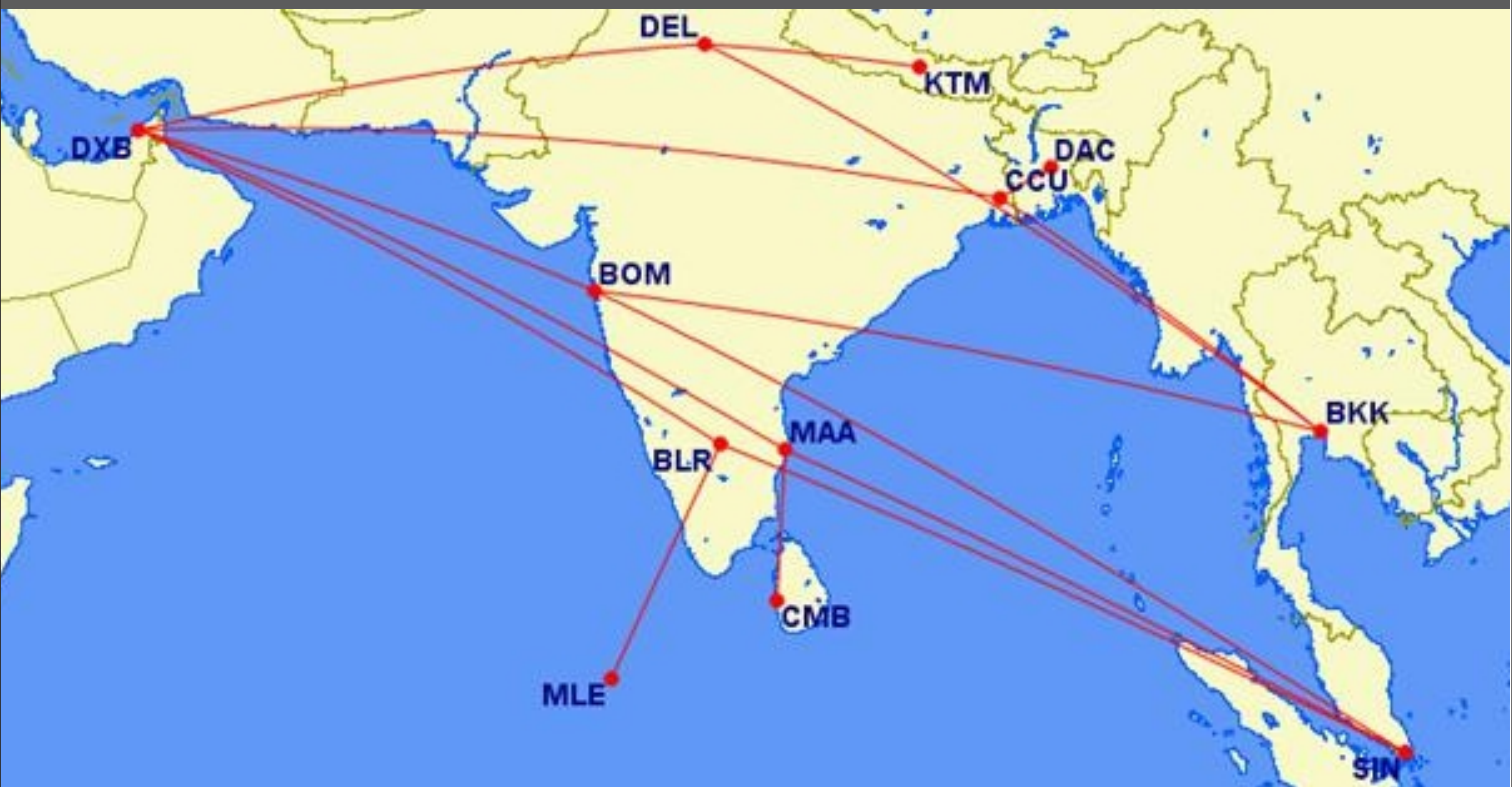 DEL
KTM
DXB
DAC
CCU
BOM
BKK
MAA
BLR
CMB
MLE
SIN